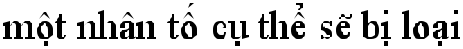 một nhân tố cụ thể sẽ bị loại